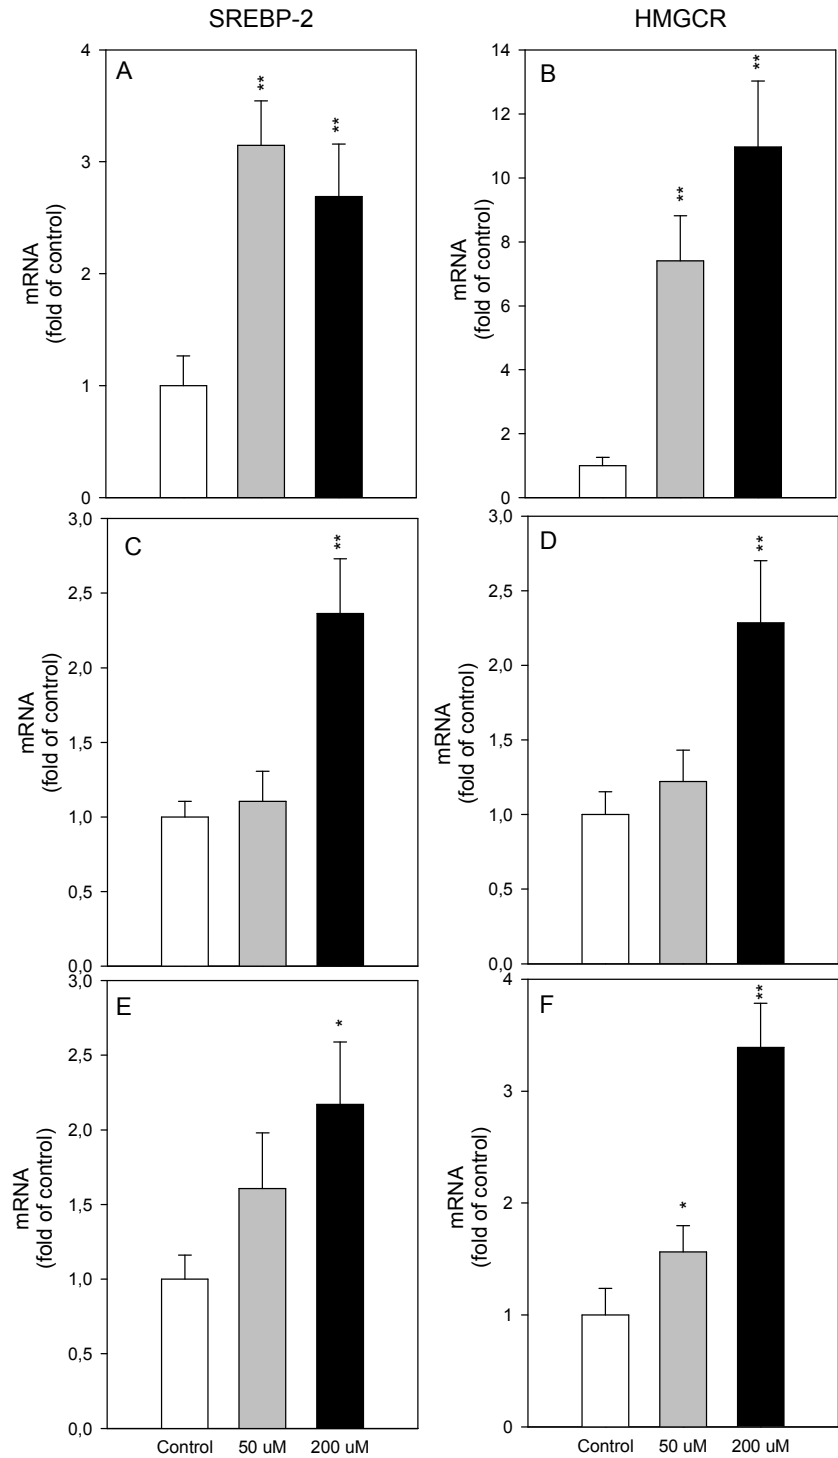 SREBP-2
HMGCR
A
**
**
4
3
2
1
0
mRNA
(fold of control)
B
**
**
14
12
10
8
6
4
2
0
mRNA
(fold of control)
C
**
3,0
2,5
2,0
1,5
1,0
0,5
0,0
mRNA
(fold of control)
D
**
3,0
2,5
2,0
1,5
1,0
0,5
0,0
mRNA
(fold of control)
E
*
3,0
2,5
2,0
1,5
1,0
0,5
0,0
mRNA
(fold of control)
Control 50 uM 200 uM
F
*
**
4
3
2
1
0
mRNA
(fold of control)
Control 50 uM 200 uM